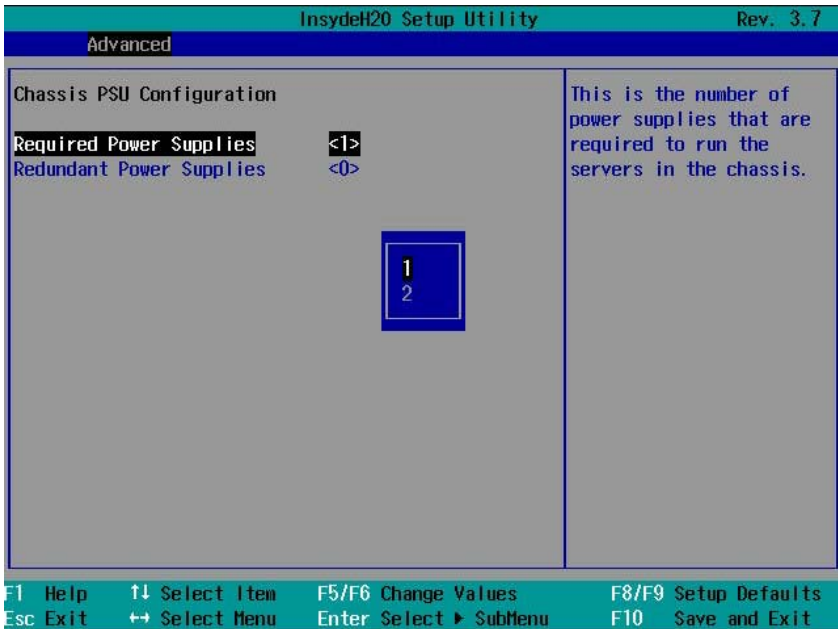 InsydeH20 Setup Utility Rev. 3.7
Advanced
Chassis PSU Configuration
Required Power Supplies <1>
Redundant Power Supplies <0>
1
2
This is the number of
power supplies that are
required to run the
servers in the chassis.
F1 Help ↑↓ Select Item F5/F6 Change Values F8/F9 Setup Defaults
Esc Exit ↔ Select Menu Enter Select ▶ SubMenu F10 Save and Exit